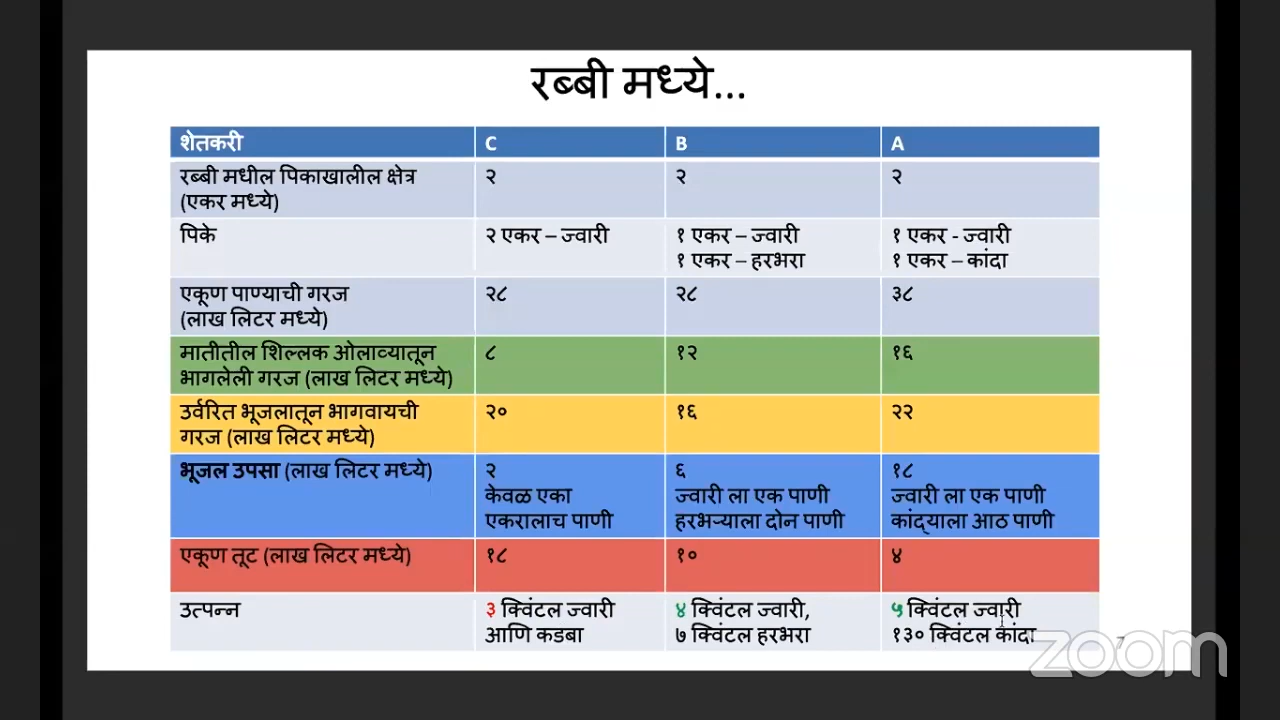 रब्बी मध्ये...
शेतकरी C B A
रब्बी मधील पिकाखालील क्षेत्र
(एकर मध्ये) २ २ २
पिके २ एकर – ज्वारी १ एकर – ज्वारी १ एकर - ज्वारी
१ एकर – हरभरा १ एकर – कांदा
एकूण पाण्याची गरज २८ २८ ३८
(लाख लिटर मध्ये)
मातीतील शिल्लक ओलाव्यातून ८ १२ १६
भागलेली गरज (लाख लिटर मध्ये)
उर्वरित भूजलातून भागवायची २० १६ २२
गरज (लाख लिटर मध्ये)
भूजल उपसा (लाख लिटर मध्ये) २ ६ १८
केवळ एका ज्वारी ला एक पाणी ज्वारी ला एक पाणी
एकरालाच पाणी हरभऱ्याला दोन पाणी कांद्याला आठ पाणी
एकूण तूट (लाख लिटर मध्ये) १८ १० ४
उत्पन्न ३ क्विंटल ज्वारी ४ क्विंटल ज्वारी, ५ क्विंटल ज्वारी
आणि कडबा ७ क्विंटल हरभरा १३० क्विंटल कांदा
7
zoom